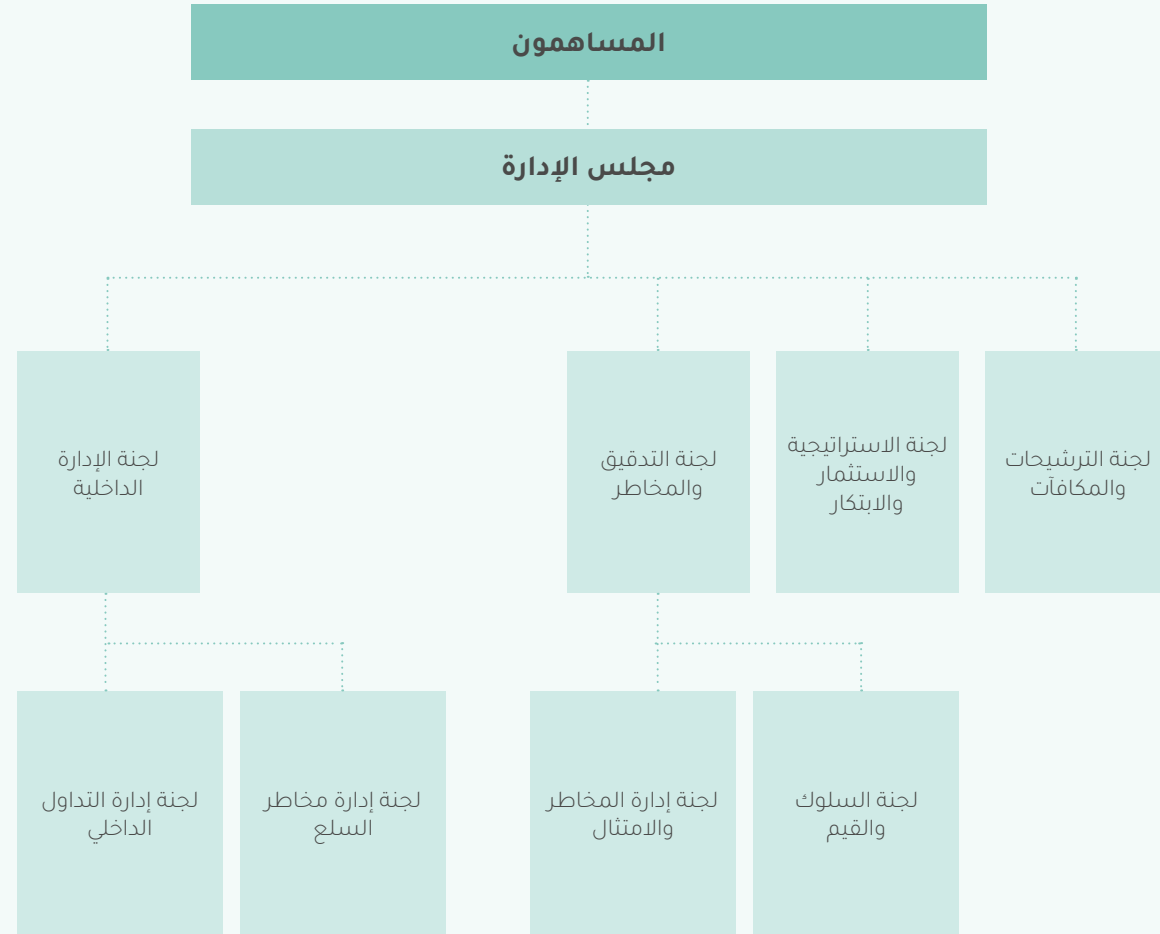 المساهمون
مجلس الإدارة
لجنة الترشيحات
والمكافآت
لجنة الاستراتيجية
والاستثمار
والابتكار
لجنة التدقيق
والمخاطر
لجنة الإدارة
الداخلية
لجنة السلوك
والقيم
لجنة إدارة المخاطر
والامتثال
لجنة إدارة مخاطر
السلع
لجنة إدارة التداول
الداخلي